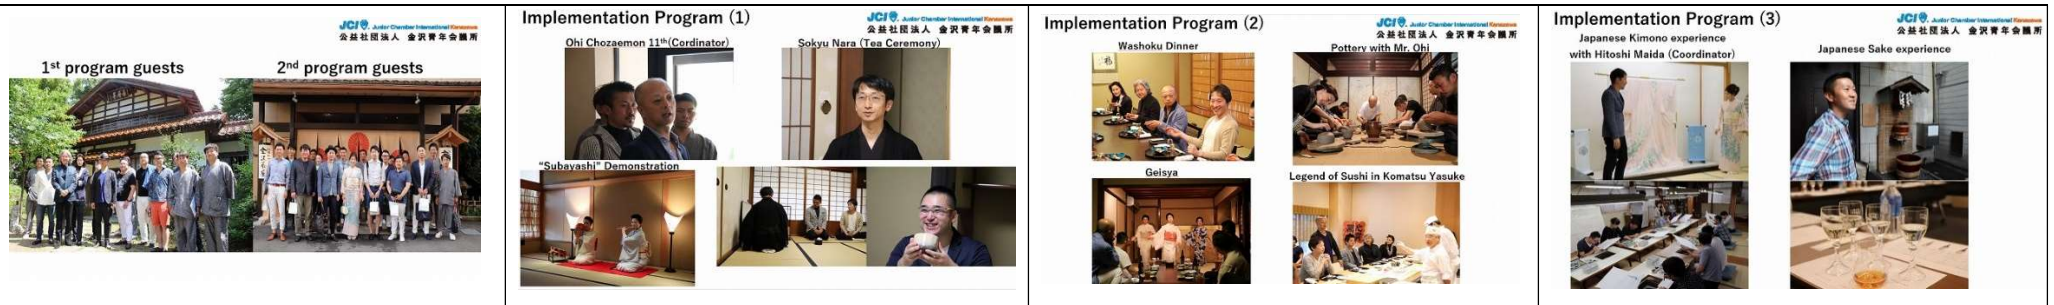 JCI Junior Chamber International Kanazawa
公益社団法人 金沢青年会議所
1st program guests
2nd program guests
Implementation Program (1)
JCI Junior Chamber International Kanazawa
公益社団法人 金沢青年会議所
Ohi Chozaemon 11th(Cordinator)
Sokyu Nara (Tea Ceremony)
“Subayashi” Demonstration
Implementation Program (2)
JCI Junior Chamber International Kanazawa
公益社団法人 金沢青年会議所
Washoku Dinner
Pottery with Mr. Ohi
Geisya
Legend of Sushi in Komatsu Yasuke
Implementation Program (3)
JCI Junior Chamber International Kanazawa
公益社団法人 金沢青年会議所
Japanese Kimono experience
with Hitoshi Maida (Coordinator)
Japanese Sake experience